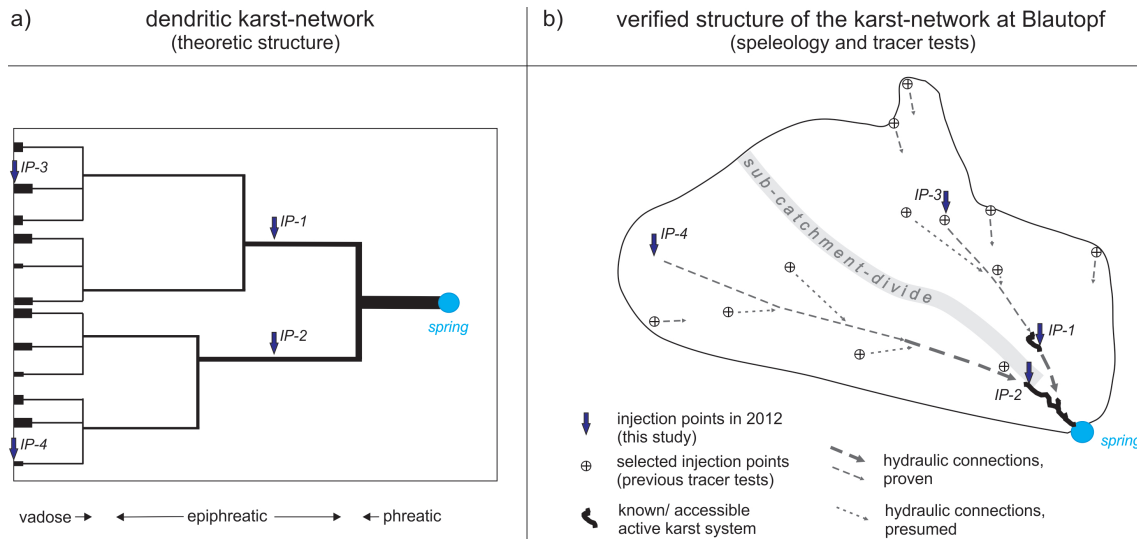 a)
dendritic karst-network
(theoretic structure)
IP-3
IP-1
IP-2
IP-4
spring
vadose
epiphreatic
phreatic
b)
verified structure of the karst-network at Blautopf
(speleology and tracer tests)
sub-catchment-divide
IP-3
IP-4
IP-1
IP-2
spring
injection points in 2012
(this study)
selected injection points
(previous tracer tests)
known/ accessible
active karst system
hydraulic connections,
proven
hydraulic connections,
presumed